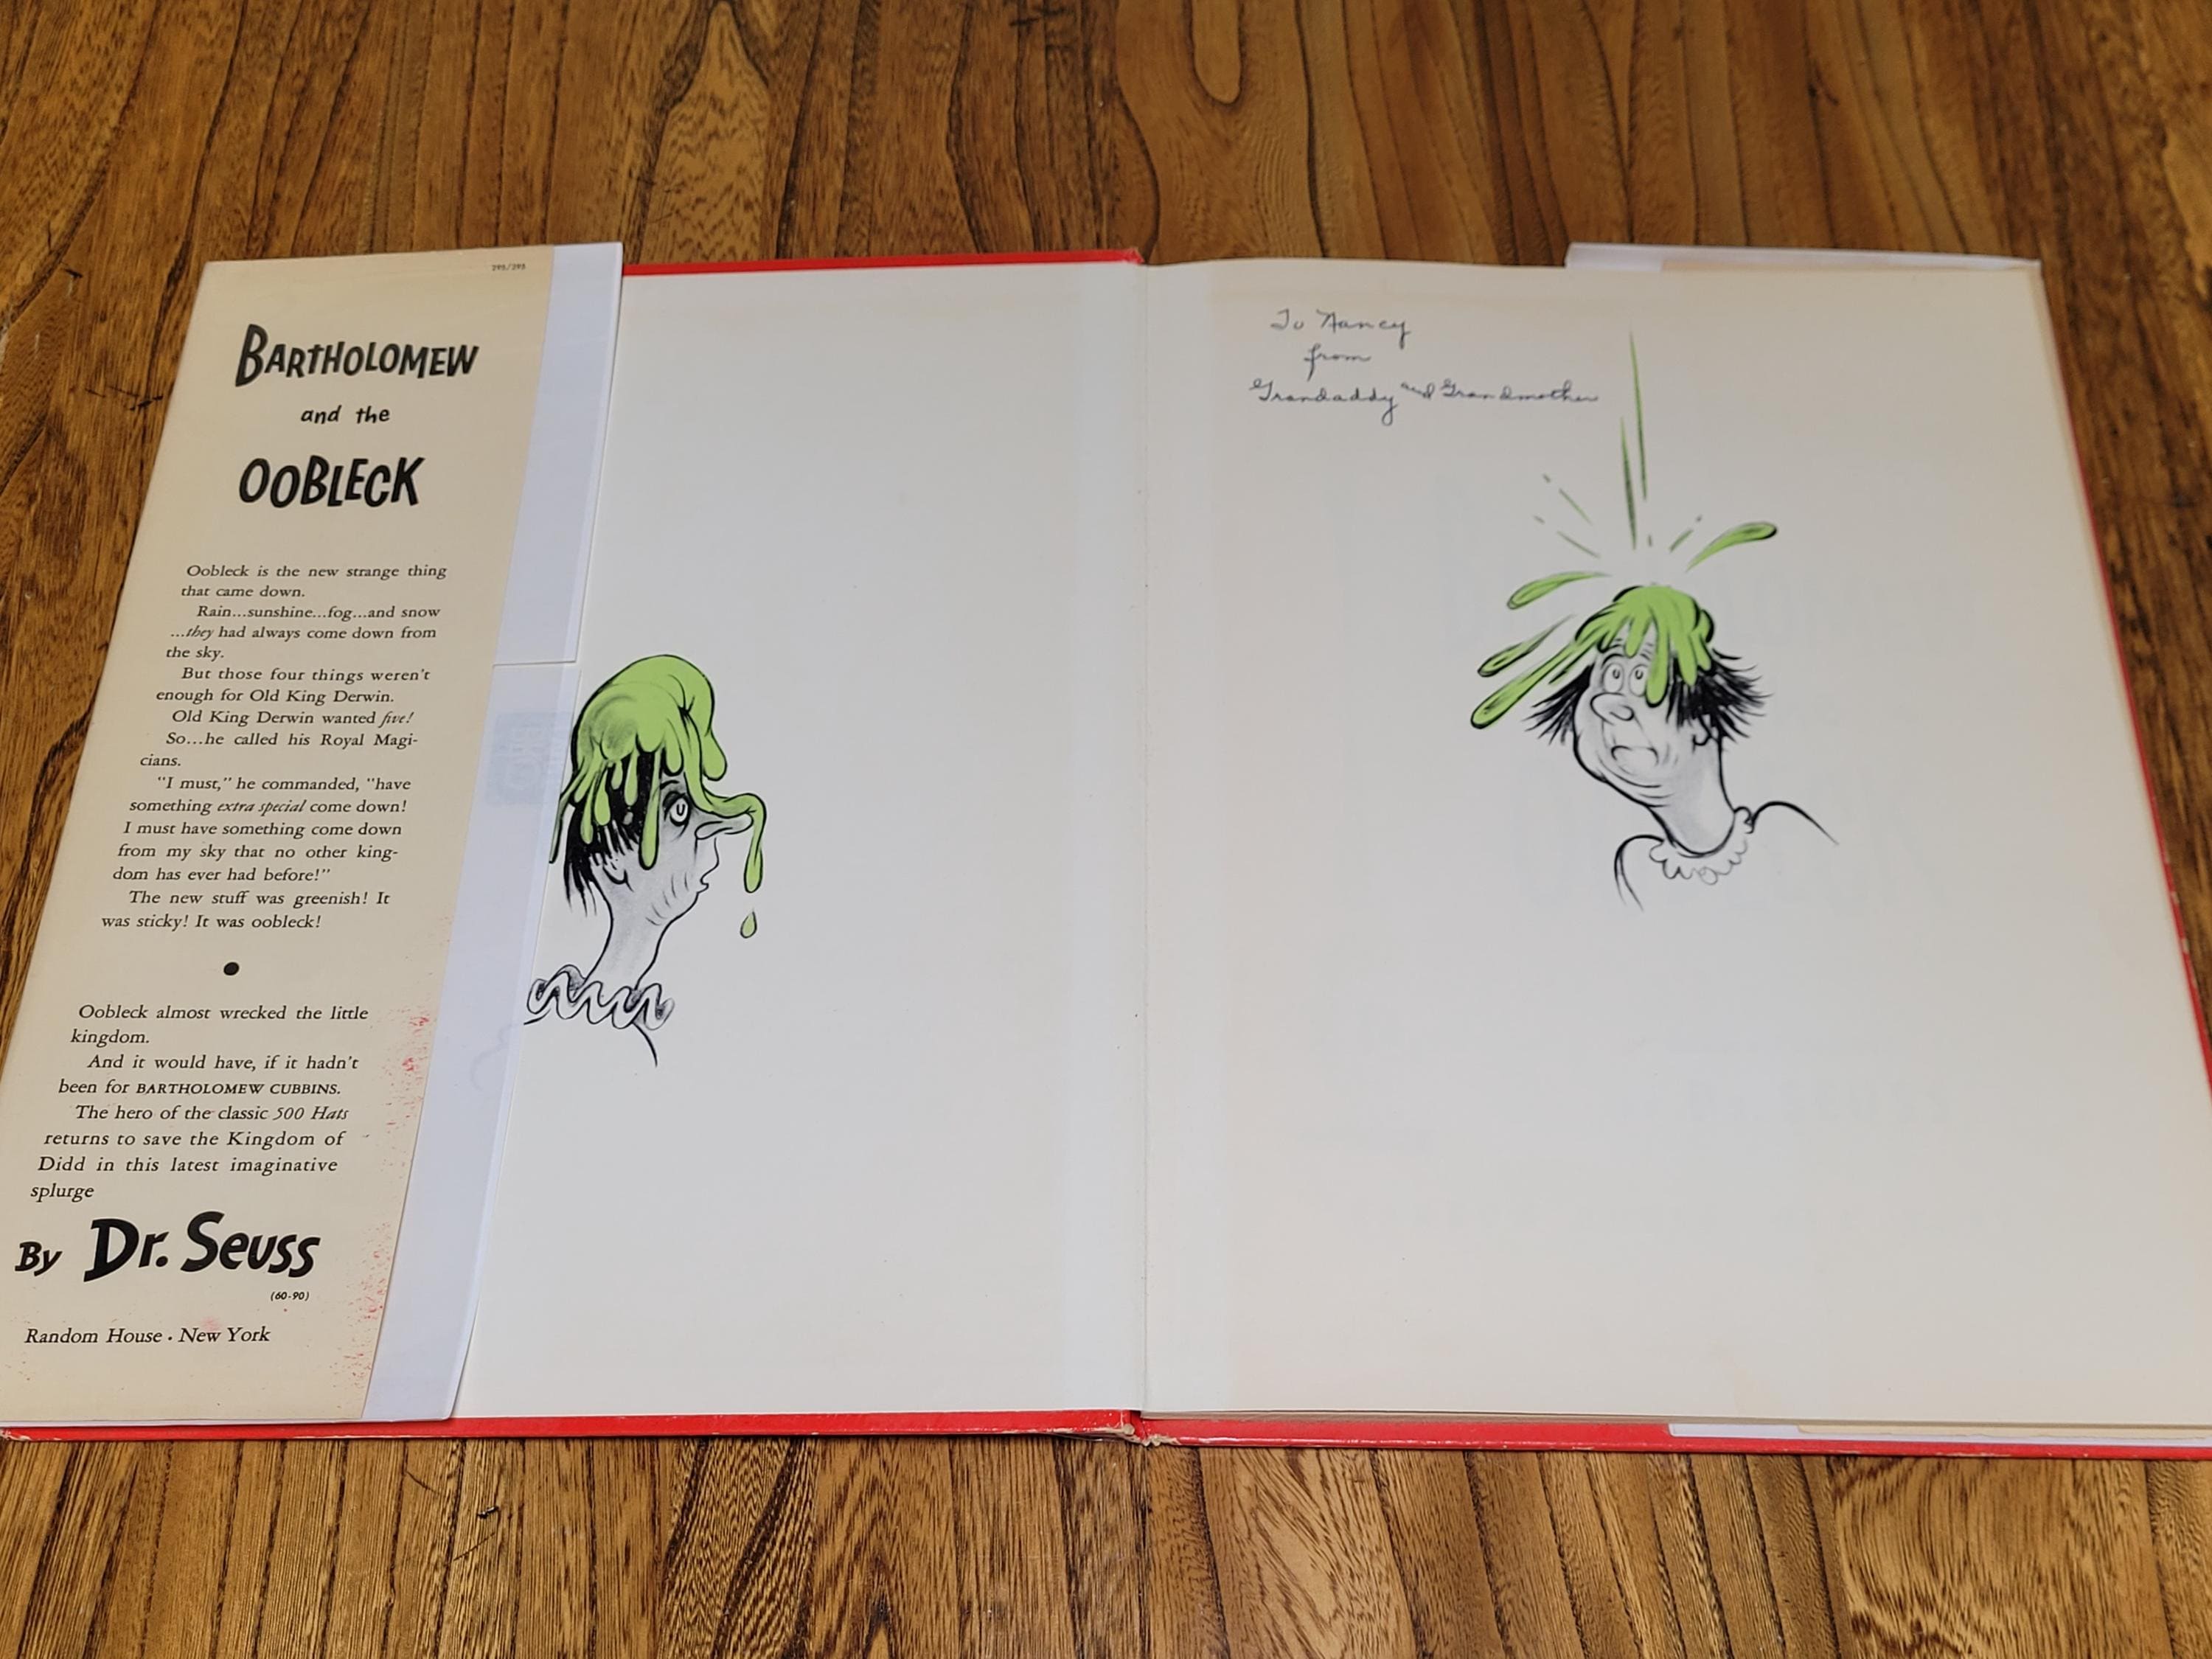 295/295
BARTHOLOMEW
and the
OOBLECK
Oobleck is the new strange thing
that came down.
Rain...sunshine...fog...and snow
...they had always come down from
the sky.
But those four things weren't
enough for Old King Derwin.
Old King Derwin wanted five!
So...he called his Royal Magi-
cians.
"I must," he commanded, "have
something extra special come down!
I must have something come down
from my sky that no other king-
dom has ever had before!"
The new stuff was greenish! It
was sticky! It was oobleck!
Oobleck almost wrecked the little
kingdom.
And it would have, if it hadn't
been for BARTHOLOMEW CUBBINS.
The hero of the classic 500 Hats
returns to save the Kingdom of
Didd in this latest imaginative
splurge
By Dr. Seuss
(60-90)
Random House · New York
To Nancy
from
Grandaddy and Grandmother